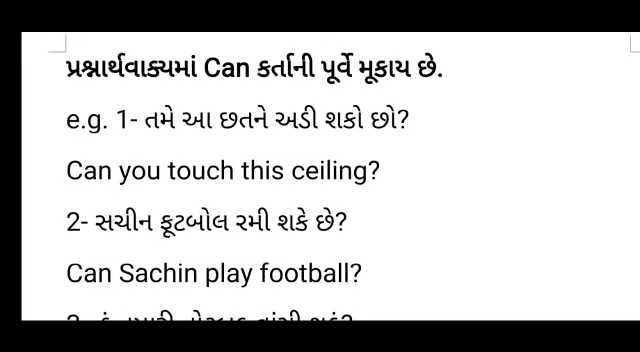 પ્રશ્નાર્થવાક્યમાં Can કર્તાની પૂર્વે મૂકાય છે.
e.g. 1- તમે આ છતને અડી શકો છો?
Can you touch this ceiling?
2- સચીન ફૂટબોલ રમી શકે છે?
Can Sachin play football?